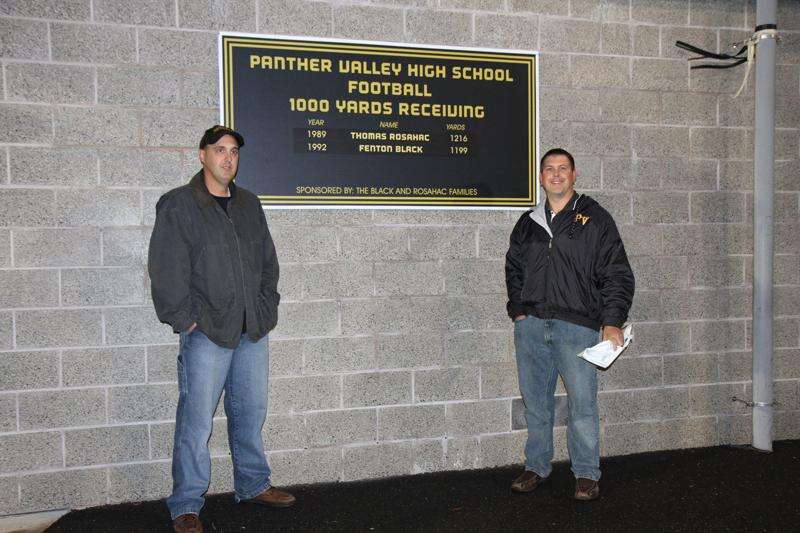 PANTHER VALLEY HIGH SCHOOL
FOOTBALL
1000 YARDS RECEIVING
YEAR NAME YARDS
1989 THOMAS ROSAHAC 1216
1992 FENTON BLACK 1199
SPONSORED BY: THE BLACK AND ROSAHAC FAMILIES
PV